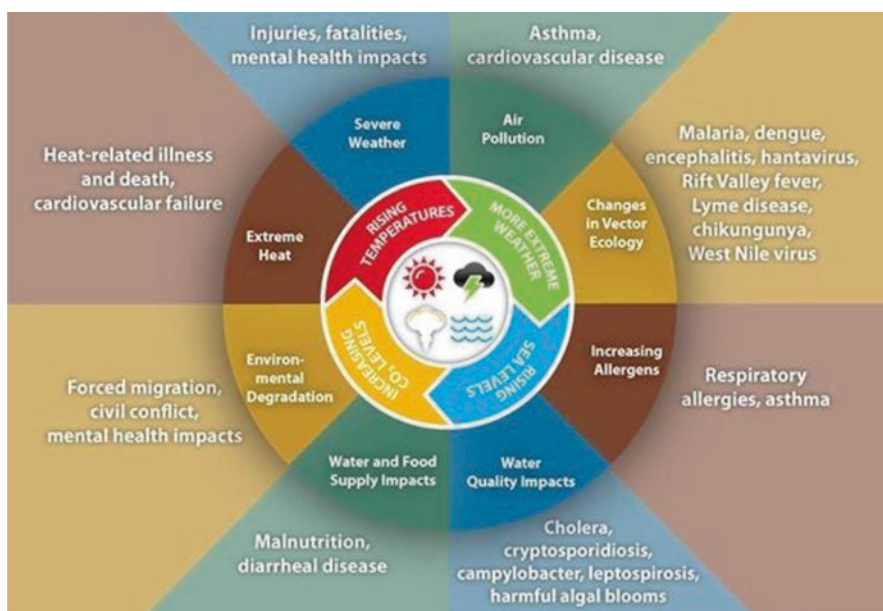 Injuries, fatalities,
mental health impacts
Asthma,
cardiovascular disease
Severe
Weather
Air
Pollution
Heat-related illness
and death,
cardiovascular failure
Malaria, dengue,
encephalitis, hantavirus,
Rift Valley fever,
Lyme disease,
chikungunya,
West Nile virus
Extreme
Heat
RISING
TEMPERATURES
MORE EXTREME
WEATHER
Changes
in Vector
Ecology
Environ-
mental
Degradation
INCREASING
CO₂ LEVELS
RISING
SEA LEVELS
Increasing
Allergens
Forced migration,
civil conflict,
mental health impacts
Respiratory
allergies, asthma
Water and Food
Supply Impacts
Water
Quality Impacts
Malnutrition,
diarrheal disease
Cholera,
cryptosporidiosis,
campylobacter, leptospirosis,
harmful algal blooms